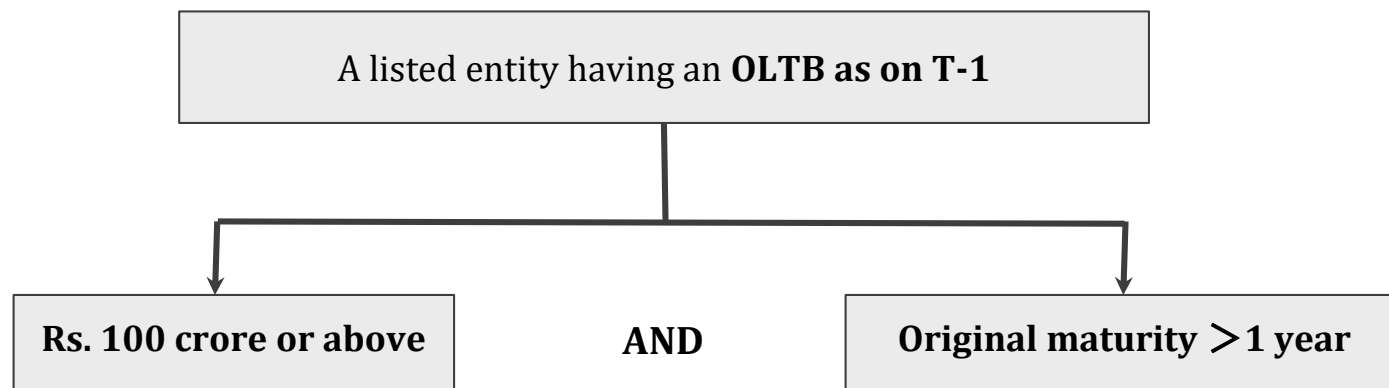 A listed entity having an OLTB as on T-1
Rs. 100 crore or above
AND
Original maturity >1 year